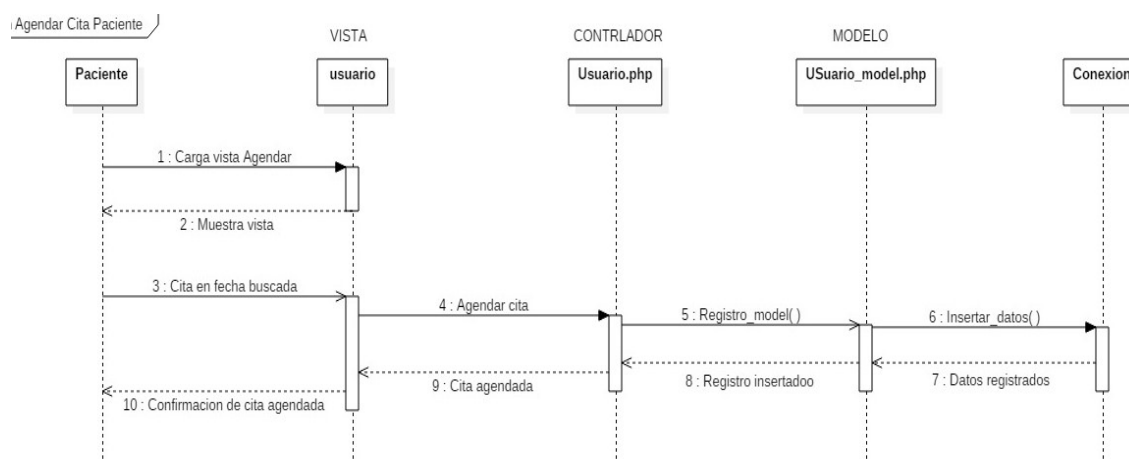 Agendar Cita Paciente
VISTA
CONTRLADOR
MODELO
Paciente
usuario
Usuario.php
USuario_model.php
Conexion
1 : Carga vista Agendar
2 : Muestra vista
3 : Cita en fecha buscada
4 : Agendar cita
5 : Registro_model( )
6 : Insertar_datos( )
7 : Datos registrados
8 : Registro insertadoo
9 : Cita agendada
10 : Confirmacion de cita agendada